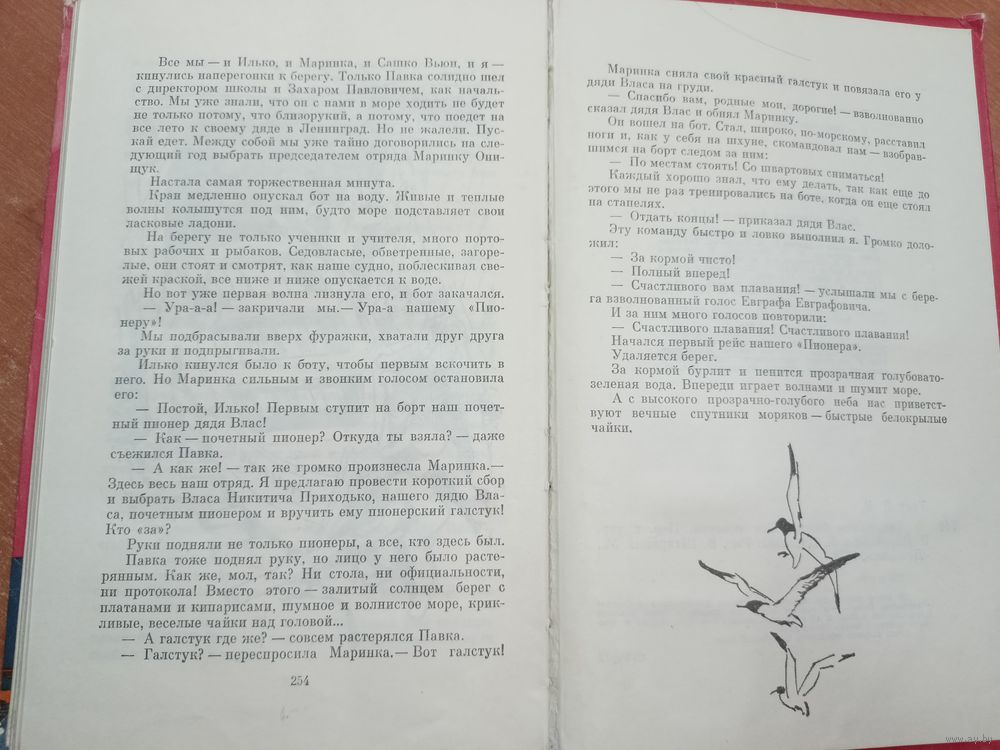 Все мы — и Илько, и Маринка, и Сашко Вьюн, и я —
кинулись наперегонки к берегу. Только Павка солидно шел
с директором школы и Захаром Павловичем, как началь-
ство. Мы уже знали, что он с нами в море ходить не будет
не только потому, что близорукий, а потому, что поедет на
все лето к своему дяде в Ленинград. Но не жалели. Пус-
кай едет. Между собой мы уже тайно договорились на сле-
дующий год выбрать председателем отряда Маринку Они-
щук.
Настала самая торжественная минута.
Кран медленно опускал бот на воду. Живые и теплые
волны колышутся под ним, будто море подставляет свои
ласковые ладони.
На берегу не только ученики и учителя, много порто-
вых рабочих и рыбаков. Седовласые, обветренные, загоре-
лые, они стоят и смотрят, как наше судно, поблескивая све-
жей краской, все ниже и ниже опускается к воде.
Но вот уже первая волна лизнула его, и бот закачался.
— Ура-а-а! — закричали мы.— Ура-а нашему «Пио-
неру»!
Мы подбрасывали вверх фуражки, хватали друг друга
за руки и подпрыгивали.
Илько кинулся было к боту, чтобы первым вскочить в
него. Но Маринка сильным и звонким голосом остановила
его:
— Постой, Илько! Первым ступит на борт наш почет-
ный пионер дядя Влас!
— Как — почетный пионер? Откуда ты взяла? — даже
съежился Павка.
— А как же! — так же громко произнесла Маринка.—
Здесь весь наш отряд. Я предлагаю провести короткий сбор
и выбрать Власа Никитича Приходько, нашего дядю Вла-
са, почетным пионером и вручить ему пионерский галстук!
Кто «за»?
Руки подняли не только пионеры, а все, кто здесь был.
Павка тоже поднял руку, но лицо у него было расте-
рянным. Как же, мол, так? Ни стола, ни официальности,
ни протокола! Вместо этого — залитый солнцем берег с
платанами и кипарисами, шумное и волнистое море, крик-
ливые, веселые чайки над головой...
— А галстук где же? — совсем растерялся Павка.
— Галстук? — переспросила Маринка.— Вот галстук!
254
Маринка сняла свой красный галстук и повязала его у
дяди Власа на груди.
— Спасибо вам, родные мои, дорогие! — взволнованно
сказал дядя Влас и обнял Маринку.
Он вошел на бот. Стал, широко, по-морскому, расставил
ноги и, как у себя на шхуне, скомандовал нам — взобрав-
шимся на борт следом за ним:
— По местам стоять! Со швартовых сниматься!
Каждый хорошо знал, что ему делать, так как еще до
этого мы не раз тренировались на боте, когда он еще стоял
на стапелях.
— Отдать концы! — приказал дядя Влас.
Эту команду быстро и ловко выполнил я. Громко доло-
жил:
— За кормой чисто!
— Полный вперед!
— Счастливого вам плавания! — услышали мы с бере-
га взволнованный голос Евграфа Евграфовича.
И за ним много голосов повторили:
— Счастливого плавания! Счастливого плавания!
Начался первый рейс нашего «Пионера».
Удаляется берег.
За кормой бурлит и пенится прозрачная голубовато-
зеленая вода. Впереди играет волнами и шумит море.
А с высокого прозрачно-голубого неба нас приветст-
вуют вечные спутники моряков — быстрые белокрылые
чайки.
www.ay.by